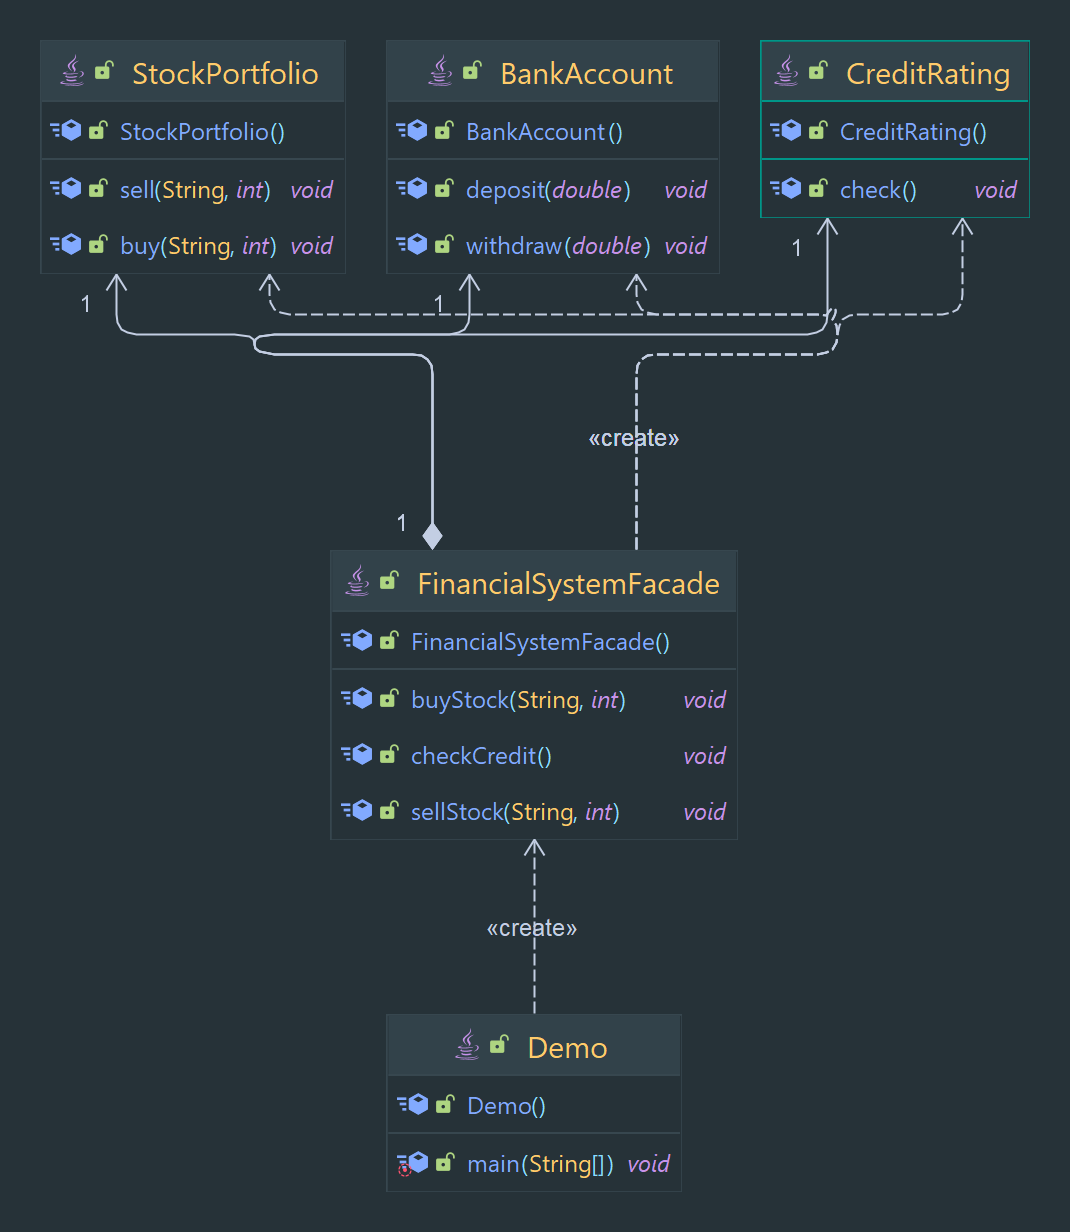 StockPortfolio
StockPortfolio()
sell(String, int) void
buy(String, int) void
BankAccount
BankAccount()
deposit(double) void
withdraw(double) void
CreditRating
CreditRating()
check() void
1
1
1
«create»
1
FinancialSystemFacade
FinancialSystemFacade()
buyStock(String, int) void
checkCredit() void
sellStock(String, int) void
«create»
Demo
Demo()
main(String[]) void